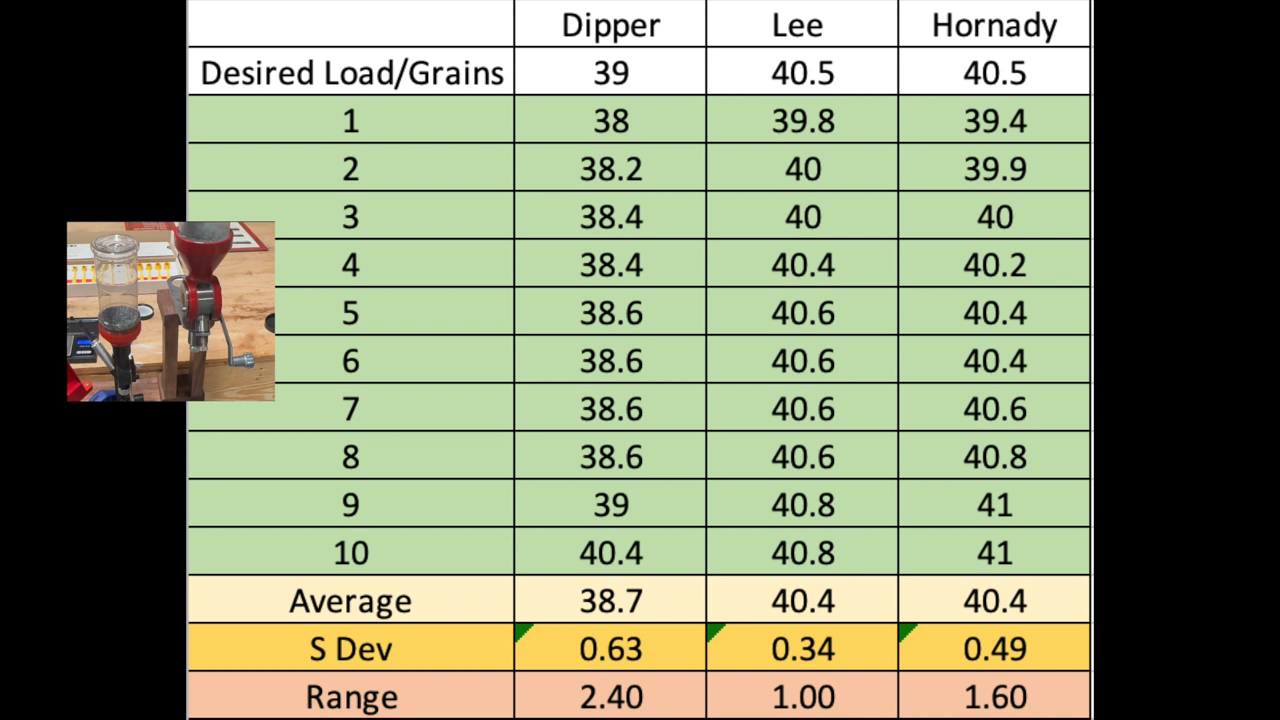 Dipper Lee Hornady
Desired Load/Grains 39 40.5 40.5
1 38 39.8 39.4
2 38.2 40 39.9
3 38.4 40 40
4 38.4 40.4 40.2
5 38.6 40.6 40.4
6 38.6 40.6 40.4
7 38.6 40.6 40.6
8 38.6 40.6 40.8
9 39 40.8 41
10 40.4 40.8 41
Average 38.7 40.4 40.4
S Dev 0.63 0.34 0.49
Range 2.40 1.00 1.60